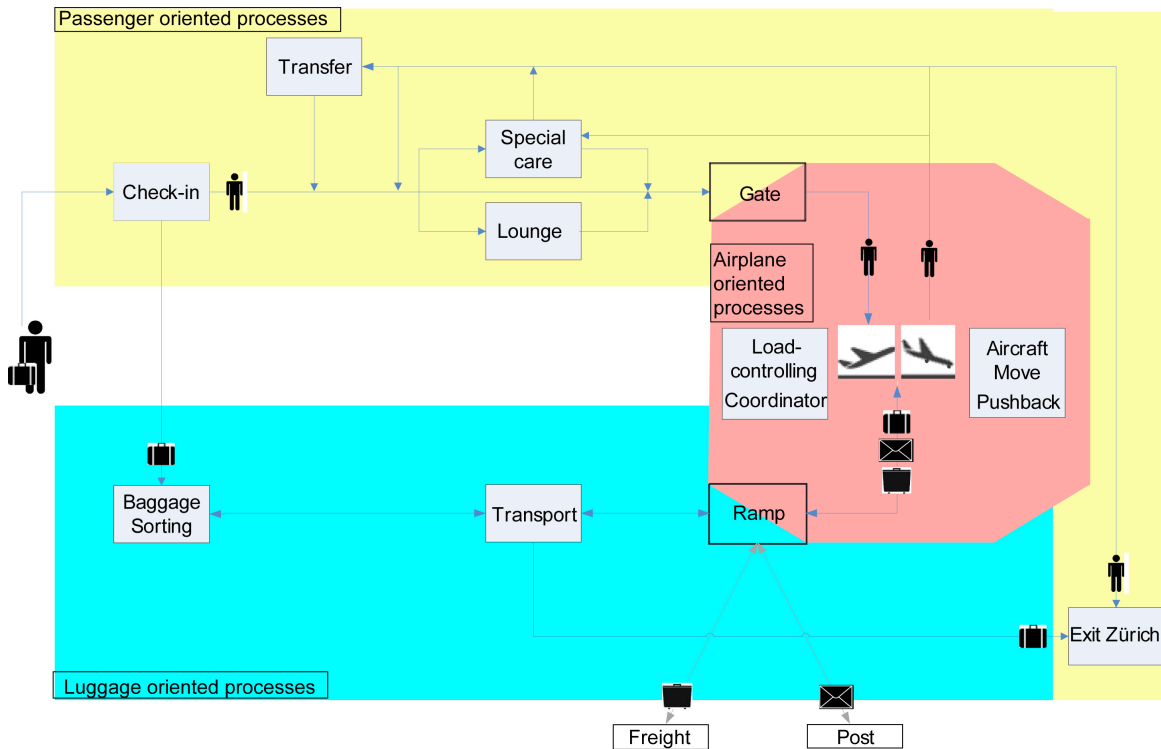 Passenger oriented processes
Transfer
Special
care
Check-in
Gate
Lounge
Airplane
oriented
processes
Load-
controlling
Coordinator
Aircraft
Move
Pushback
Baggage
Sorting
Transport
Ramp
Exit Zürich
Luggage oriented processes
Freight
Post